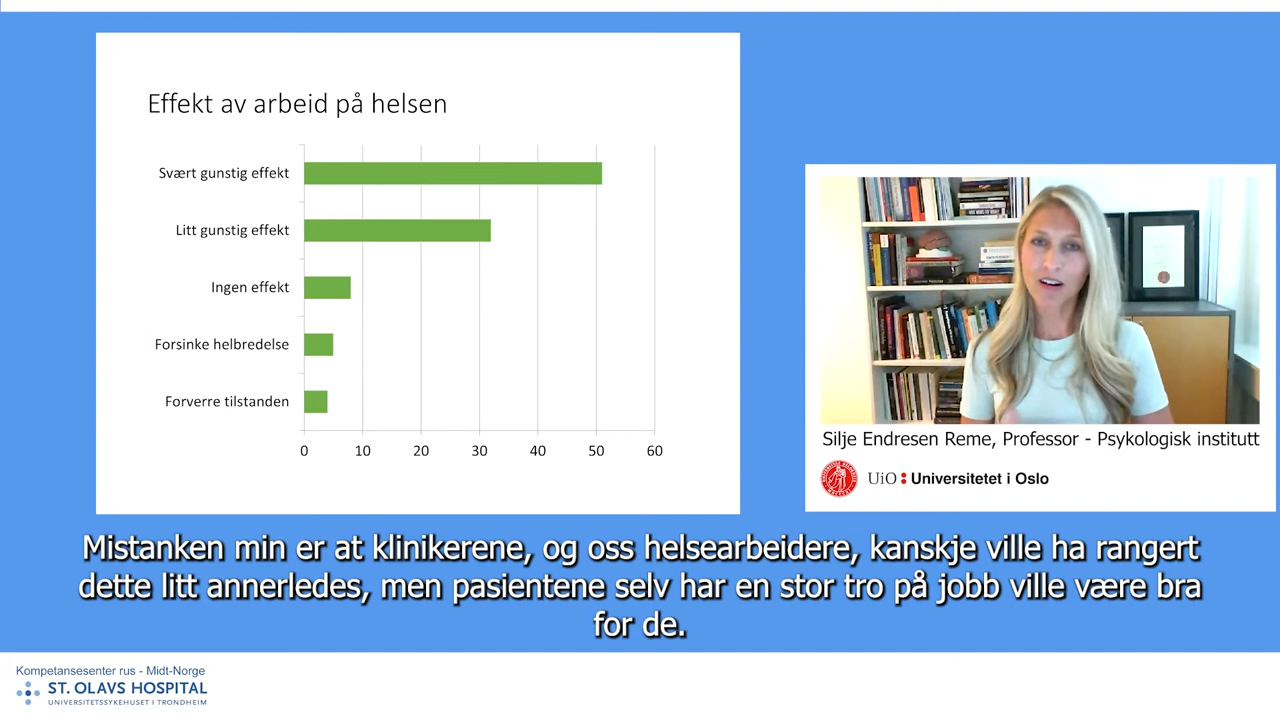 Effekt av arbeid på helsen
Svært gunstig effekt
Litt gunstig effekt
Ingen effekt
Forsinke helbredelse
Forverre tilstanden
0 10 20 30 40 50 60
Silje Endresen Reme, Professor - Psykologisk institutt
UiO : Universitetet i Oslo
Mistanken min er at klinikerene, og oss helsearbeidere, kanskje ville ha rangert
dette litt annerledes, men pasientene selv har en stor tro på jobb ville være bra
for de.
Kompetansesenter rus - Midt-Norge
ST. OLAVS HOSPITAL
UNIVERSITETSSYKEHUSET I TRONDHEIM